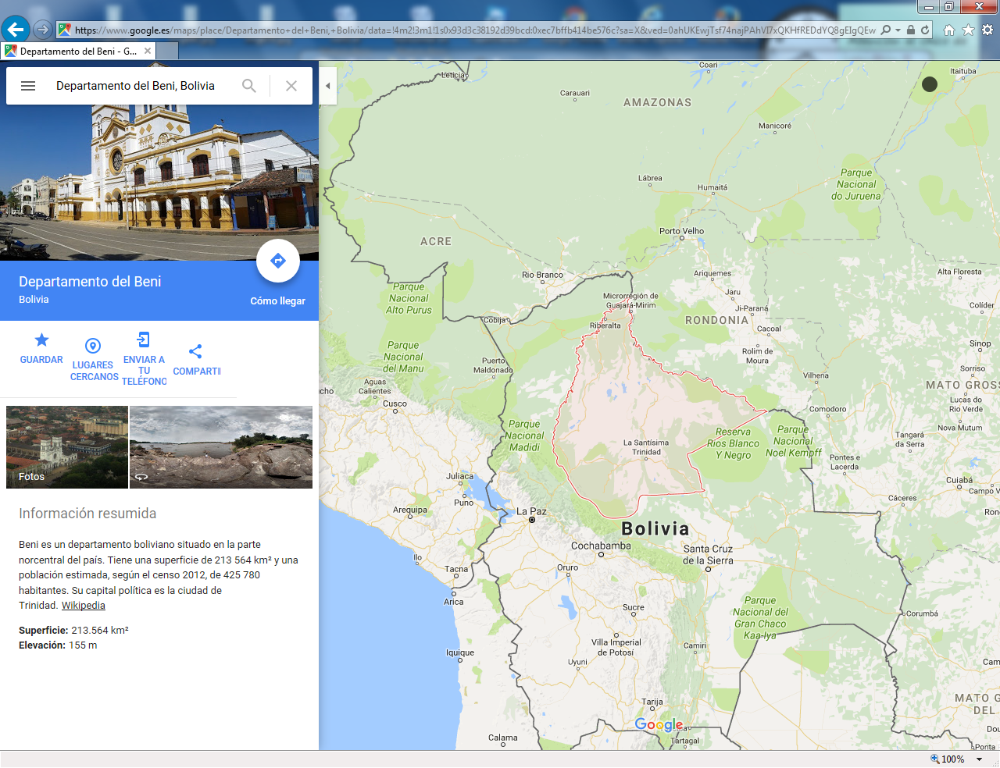 https://www.google.es/maps/place/Departamento+del+Beni,+Bolivia/data=!4m2!3m1!1s0x93d3c38192d39bcd:0xec7bffb414be576c?sa=X&ved=0ahUKEwjTsf74najPAhVI7xQKHfREDdYQ8gEIgQEw
Departamento del Beni - G...
Departamento del Beni, Bolivia
Departamento del Beni
Bolivia
Cómo llegar
GUARDAR
LUGARES
CERCANOS
ENVIAR A
TU
TELÉFONO
COMPARTI
Fotos
Información resumida
Beni es un departamento boliviano situado en la parte
norcentral del país. Tiene una superficie de 213 564 km² y una
población estimada, según el censo 2012, de 425 780
habitantes. Su capital política es la ciudad de
Trinidad. Wikipedia
Superficie: 213.564 km²
Elevación: 155 m
Coari
Leticia
Itaituba
Carauari
AMAZONAS
Manicoré
Lábrea
Humaitá
Parque
Nacional
do Juruena
Porto Velho
ACRE
Rio Branco
Ariquemes
Alta Floresta
Parque
Nacional
Alto Purus
Microrregión de
Guajará-Mirim
Jaru
Ji-Paraná
Colíder
Cobija
Riberalta
RONDONIA
Cacoal
Parque
Nacional
del Manu
Rolim de
Moura
Sinop
Puerto
Maldonado
Vilhena
Sorriso
Aguas
Calientes
MATO GROSS
cho
Cusco
Comodoro
Lucas do
Rio Verde
Parque
Nacional
Madidi
Reserva
Rios Blanco
Y Negro
Parque
Nacional
Noel Kempff
Nova Mutum
Tangará
da Serra
La Santísima
Trinidad
Pontes e
Lacerda
Juliaca
Cuiabá
Campo V
Puno
Cáceres
Arequipa
La Paz
Ron
Bolivia
Cochabamba
Santa Cruz
de la Sierra
Ilo
Tacna
Oruro
Arica
Sucre
Parque
Nacional del
Gran Chaco
Kaa-Iya
Corumbá
Villa Imperial
de Potosí
Camiri
Iquique
Uyuni
Cam
MATO G
DEL
Tarija
Google
Dou
Calama
Tartagal
Ponta
100%